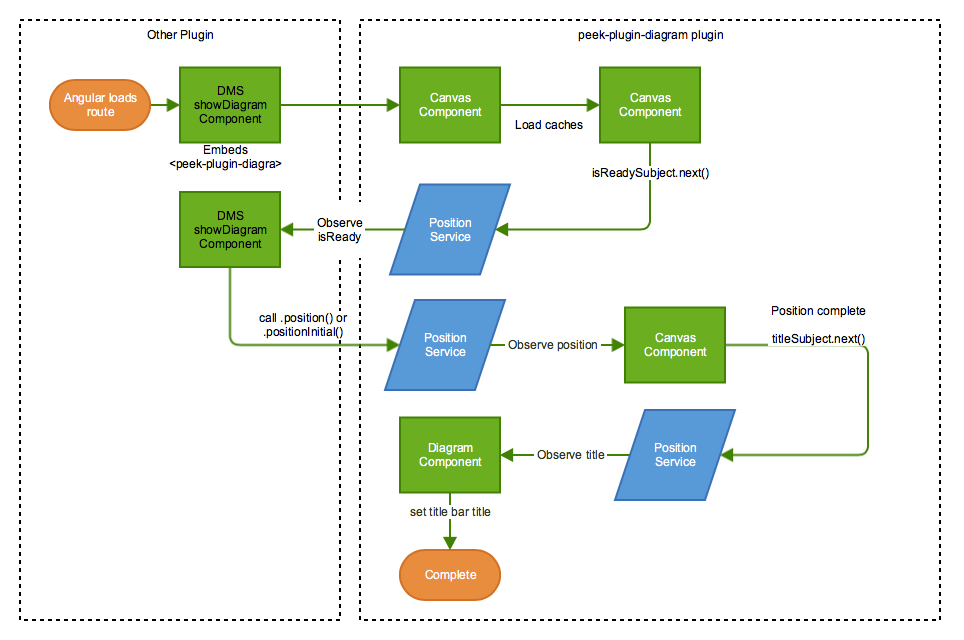 Other Plugin
peek-plugin-diagram plugin
Angular loads
route
DMS
showDiagram
Component
Embeds
<peek-plugin-diagra>
Canvas
Component
Load caches
Canvas
Component
isReadySubject.next()
Position
Service
Observe
isReady
DMS
showDiagram
Component
call .position() or
.positionInitial()
Position
Service
Observe position
Canvas
Component
Position complete
titleSubject.next()
Position
Service
Observe title
Diagram
Component
set title bar title
Complete